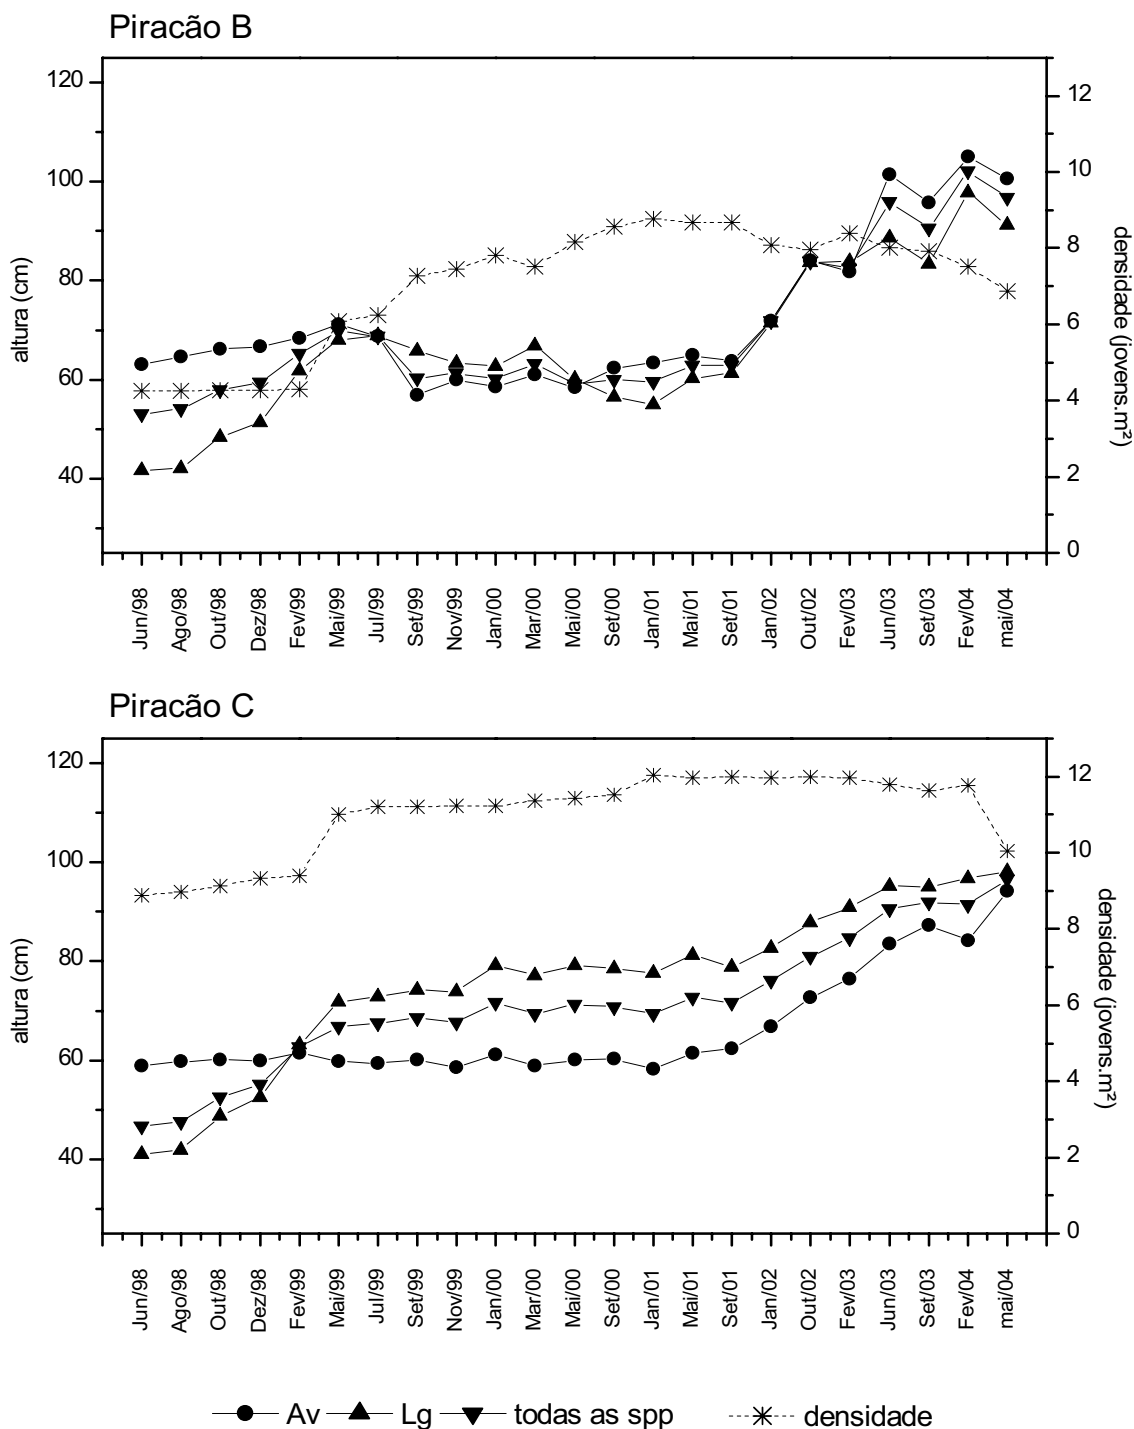 Piracão B
120
100
80
60
40
altura (cm)
12
10
8
6
4
2
0
densidade (jovens.m²)
Jun/98
Ago/98
Out/98
Dez/98
Fev/99
Mai/99
Jul/99
Set/99
Nov/99
Jan/00
Mar/00
Mai/00
Set/00
Jan/01
Mai/01
Set/01
Jan/02
Out/02
Fev/03
Jun/03
Set/03
Fev/04
mai/04
Piracão C
120
100
80
60
40
altura (cm)
12
10
8
6
4
2
0
densidade (jovens.m²)
Jun/98
Ago/98
Out/98
Dez/98
Fev/99
Mai/99
Jul/99
Set/99
Nov/99
Jan/00
Mar/00
Mai/00
Set/00
Jan/01
Mai/01
Set/01
Jan/02
Out/02
Fev/03
Jun/03
Set/03
Fev/04
mai/04
Av Lg todas as spp densidade